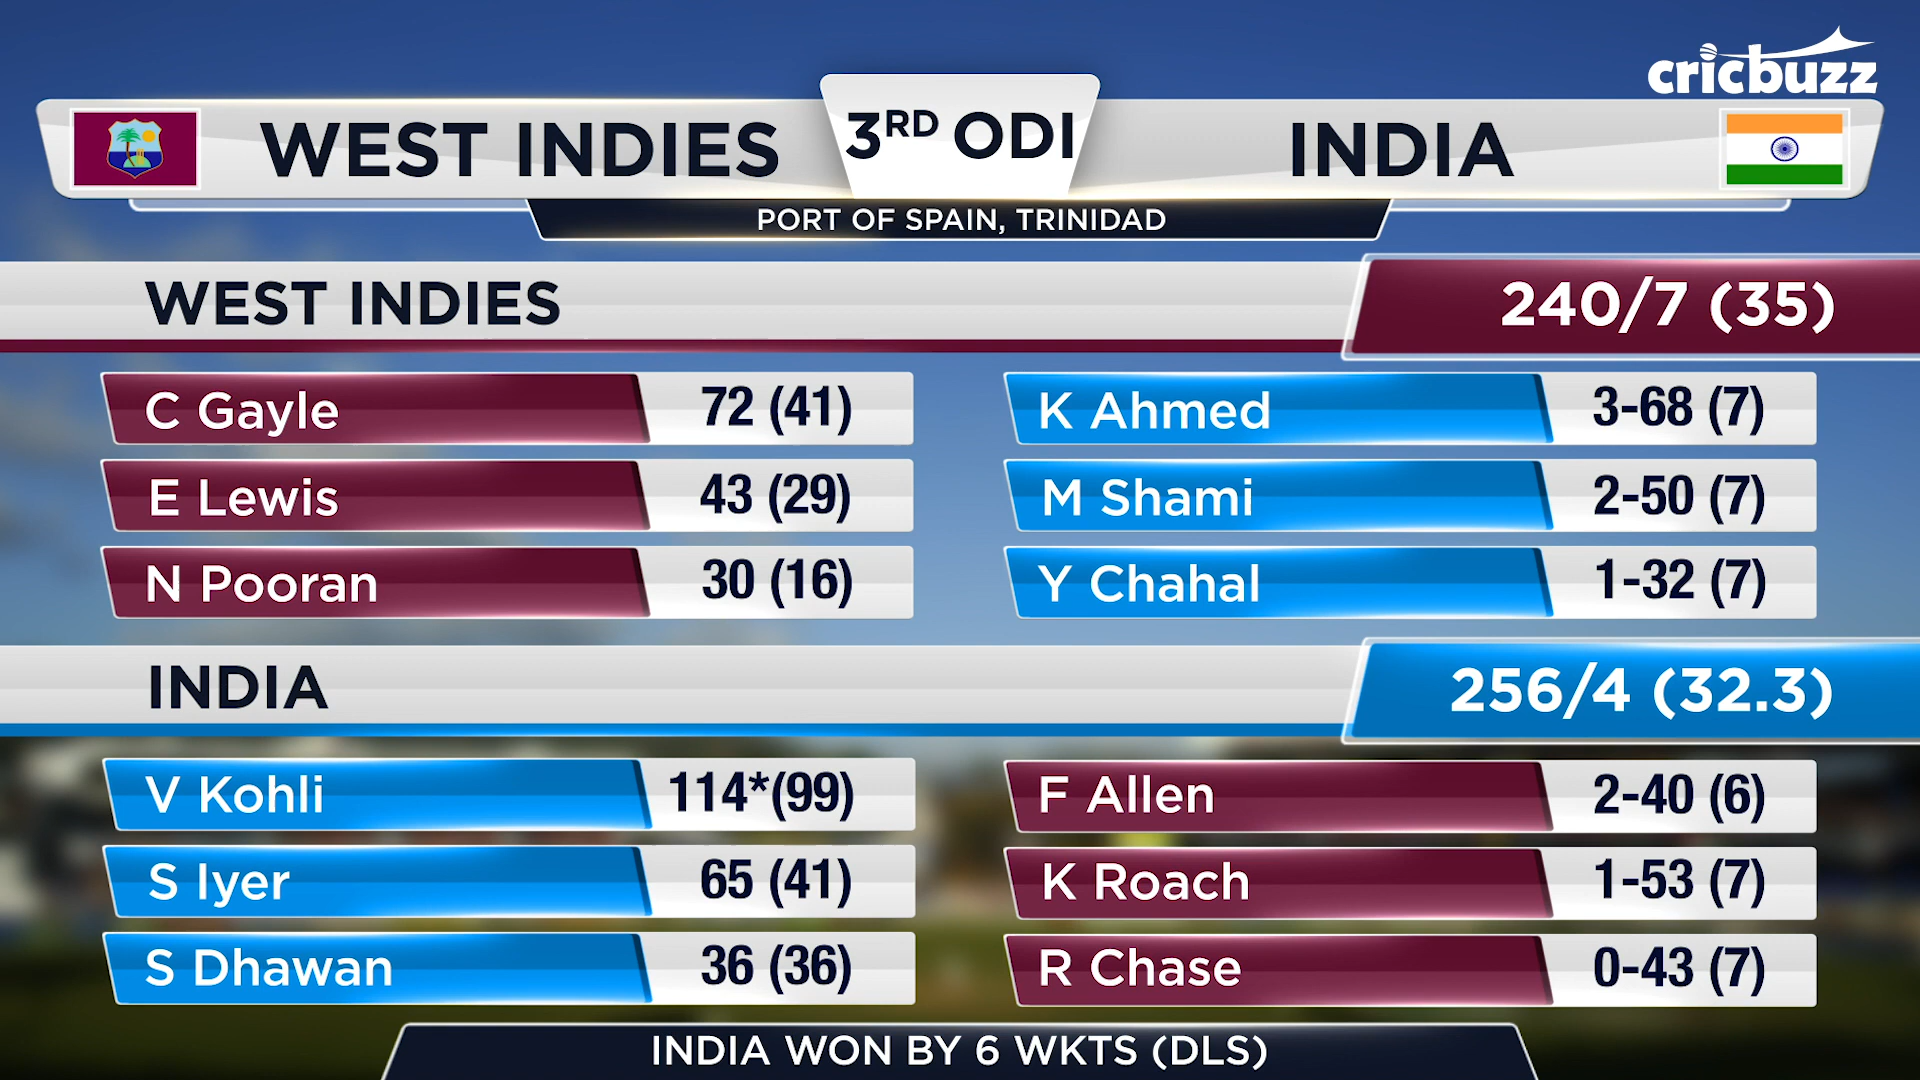 cricbuzz
WEST INDIES 3RD ODI INDIA
PORT OF SPAIN, TRINIDAD
WEST INDIES 240/7 (35)
C Gayle 72 (41) K Ahmed 3-68 (7)
E Lewis 43 (29) M Shami 2-50 (7)
N Pooran 30 (16) Y Chahal 1-32 (7)
INDIA 256/4 (32.3)
V Kohli 114*(99) F Allen 2-40 (6)
S Iyer 65 (41) K Roach 1-53 (7)
S Dhawan 36 (36) R Chase 0-43 (7)
INDIA WON BY 6 WKTS (DLS)